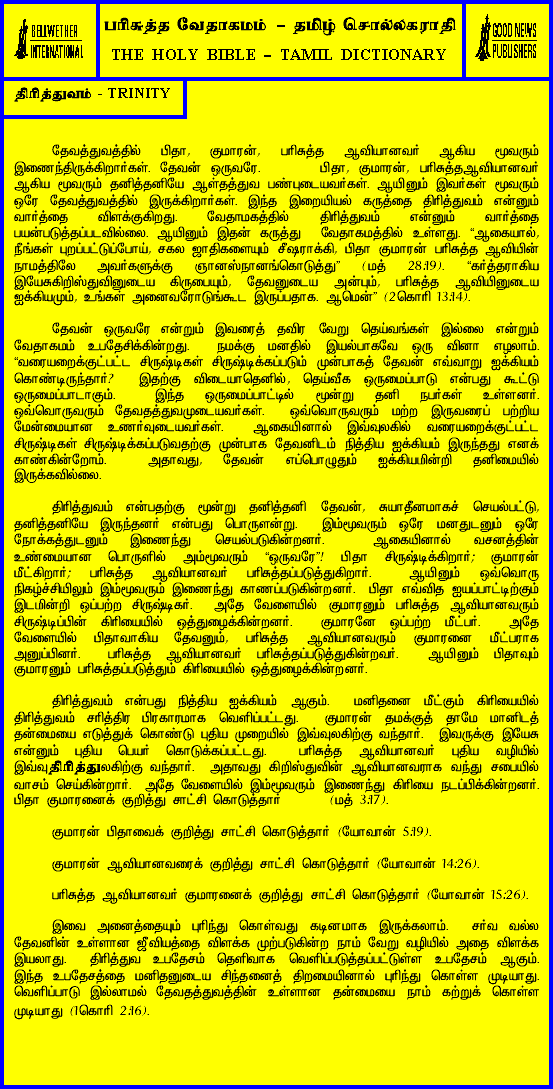 BELLWETHER
INTERNATIONAL
பரிசுத்த வேதாகமம் – தமிழ் சொல்லகராதி
THE HOLY BIBLE – TAMIL DICTIONARY
GOOD NEWS
PUBLISHERS
திரித்துவம் - TRINITY
தேவத்துவத்தில் பிதா, குமாரன், பரிசுத்த ஆவியானவர் ஆகிய மூவரும்
இணைந்திருக்கிறார்கள். தேவன் ஒருவரே. பிதா, குமாரன், பரிசுத்தஆவியானவர்
ஆகிய மூவரும் தனித்தனியே ஆள்தத்துவ பண்புடையவர்கள். ஆயினும் இவர்கள் மூவரும்
ஒரே தேவத்துவத்தில் இருக்கிறார்கள். இந்த இறையியல் கருத்தை திரித்துவம் என்னும்
வார்த்தை விளக்குகிறது. வேதாமகத்தில் திரித்துவம் என்னும் வார்த்தை
பயன்படுத்தப்படவில்லை. ஆயினும் இதன் கருத்து வேதாகமத்தில் உள்ளது. “ஆகையால்,
நீங்கள் புறப்பட்டுப்போய், சகல ஜாதிகளையும் சீஷராக்கி, பிதா குமாரன் பரிசுத்த ஆவியின்
நாமத்திலே அவர்களுக்கு ஞானஸ்நானங்கொடுத்து” (மத் 28:19). “கர்த்தராகிய
இயேசுகிறிஸ்துவினுடைய கிருபையும், தேவனுடைய அன்பும், பரிசுத்த ஆவியினுடைய
ஐக்கியமும், உங்கள் அனைவரோடுங்கூட இருப்பதாக. ஆமென்” (2கொரி 13:14).
தேவன் ஒருவரே என்றும் இவரைத் தவிர வேறு தெய்வங்கள் இல்லை என்றும்
வேதாகமம் உபதேசிக்கின்றது. நமக்கு மனதில் இயல்பாகவே ஒரு வினா எழலாம்.
“வரையறைக்குட்பட்ட சிருஷ்டிகள் சிருஷ்டிக்கப்படும் முன்பாகத் தேவன் எவ்வாறு ஐக்கியம்
கொண்டிருந்தார்? இதற்கு விடையாதெனில், தெய்வீக ஒருமைப்பாடு என்பது கூட்டு
ஒருமைப்பாடாகும். இந்த ஒருமைப்பாட்டில் மூன்று தனி நபர்கள் உள்ளனர்.
ஒவ்வொருவரும் தேவதத்துவமுடையவர்கள். ஒவ்வொருவரும் மற்ற இருவரைப் பற்றிய
மேன்மையான உணர்வுடையவர்கள். ஆகையினால் இவ்வுலகில் வரையறைக்குட்பட்ட
சிருஷ்டிகள் சிருஷ்டிக்கப்படுவதற்கு முன்பாக தேவனிடம் நித்திய ஐக்கியம் இருந்தது எனக்
காண்கின்றோம். அதாவது, தேவன் எப்பொழுதும் ஐக்கியமின்றி தனிமையில்
இருக்கவில்லை.
திரித்துவம் என்பதற்கு மூன்று தனித்தனி தேவன், சுயாதீனமாகச் செயல்பட்டு,
தனித்தனியே இருந்தனர் என்பது பொருளன்று. இம்மூவரும் ஒரே மனதுடனும் ஒரே
நோக்கத்துடனும் இணைந்து செயல்படுகின்றனர். ஆகையினால் வசனத்தின்
உண்மையான பொருளில் அம்மூவரும் “ஒருவரே”! பிதா சிருஷ்டிக்கிறார்; குமாரன்
மீட்கிறார்; பரிசுத்த ஆவியானவர் பரிசுத்தப்படுத்துகிறார். ஆயினும் ஒவ்வொரு
நிகழ்ச்சியிலும் இம்மூவரும் இணைந்து காணப்படுகின்றனர். பிதா எவ்வித ஐயப்பாட்டிற்கும்
இடமின்றி ஒப்பற்ற சிருஷ்டிகர். அதே வேளையில் குமாரனும் பரிசுத்த ஆவியானவரும்
சிருஷ்டிப்பின் கிரியையில் ஒத்துழைக்கின்றனர். குமாரனே ஒப்பற்ற மீட்பர். அதே
வேளையில் பிதாவாகிய தேவனும், பரிசுத்த ஆவியானவரும் குமாரனை மீட்பராக
அனுப்பினர். பரிசுத்த ஆவியானவர் பரிசுத்தப்படுத்துகின்றவர். ஆயினும் பிதாவும்
குமாரனும் பரிசுத்தப்படுத்தும் கிரியையில் ஒத்துழைக்கின்றனர்.
திரித்துவம் என்பது நித்திய ஐக்கியம் ஆகும். மனிதனை மீட்கும் கிரியையில்
திரித்துவம் சரித்திர பிரகாரமாக வெளிப்பட்டது. குமாரன் தமக்குத் தாமே மானிடத்
தன்மையை எடுத்துக் கொண்டு புதிய முறையில் இவ்வுலகிற்கு வந்தார். இவருக்கு இயேசு
என்னும் புதிய பெயர் கொடுக்கப்பட்டது. பரிசுத்த ஆவியானவர் புதிய வழியில்
இவ்வுதிரித்துலகிற்கு வந்தார். அதாவது கிறிஸ்துவின் ஆவியானவராக வந்து சபையில்
வாசம் செய்கின்றார். அதே வேளையில் இம்மூவரும் இணைந்து கிரியை நடப்பிக்கின்றனர்.
பிதா குமாரனைக் குறித்து சாட்சி கொடுத்தார் (மத் 3:17).
குமாரன் பிதாவைக் குறித்து சாட்சி கொடுத்தார் (யோவான் 5:19).
குமாரன் ஆவியானவரைக் குறித்து சாட்சி கொடுத்தார் (யோவான் 14:26).
பரிசுத்த ஆவியானவர் குமாரனைக் குறித்து சாட்சி கொடுத்தார் (யோவான் 15:26).
இவை அனைத்தையும் புரிந்து கொள்வது கடினமாக இருக்கலாம். சர்வ வல்ல
தேவனின் உள்ளான ஜீவியத்தை விளக்க முற்படுகின்ற நாம் வேறு வழியில் அதை விளக்க
இயலாது. திரித்துவ உபதேசம் தெளிவாக வெளிப்படுத்தப்பட்டுள்ள உபதேசம் ஆகும்.
இந்த உபதேசத்தை மனிதனுடைய சிந்தனைத் திறமையினால் புரிந்து கொள்ள முடியாது.
வெளிப்பாடு இல்லாமல் தேவதத்துவத்தின் உள்ளான தன்மையை நாம் கற்றுக் கொள்ள
முடியாது (1கொரி 2:16).